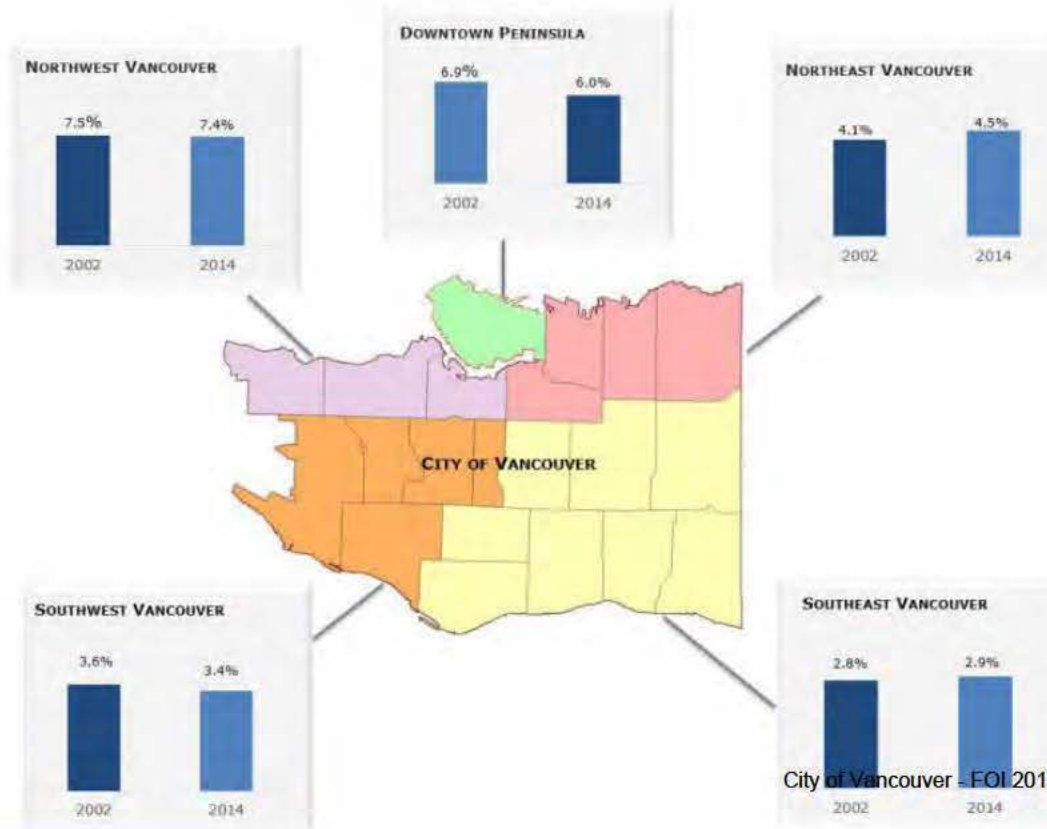 DOWNTOWN PENINSULA
6.9%
6.0%
2002
2014
NORTHWEST VANCOUVER
7.5%
7.4%
2002
2014
NORTHEAST VANCOUVER
4.1%
4.5%
2002
2014
CITY OF VANCOUVER
SOUTHWEST VANCOUVER
3.6%
3.4%
2002
2014
SOUTHEAST VANCOUVER
2.8%
2.9%
2002
2014
City of Vancouver - FOI 201